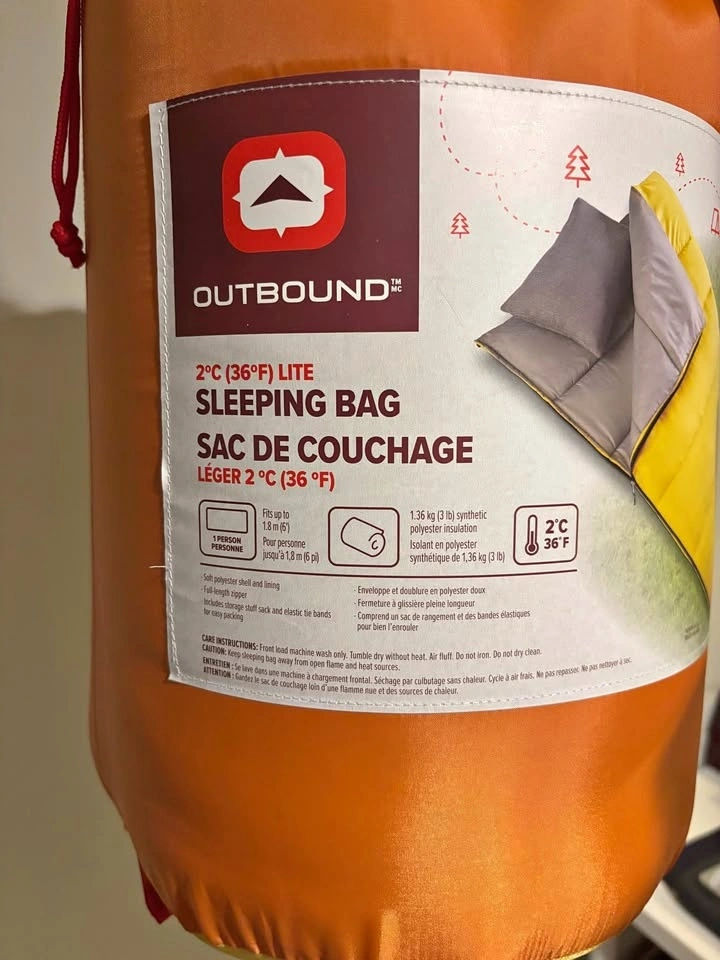 OUTBOUND™ MC
2°C (36°F) LITE
SLEEPING BAG
SAC DE COUCHAGE
LÉGER 2 °C (36 °F)
1 PERSON
PERSONNE
Fits up to
1.8 m (6')
Pour personne
jusqu'à 1,8 m (6 pi)
1.36 kg (3 lb) synthetic
polyester insulation
Isolant en polyester
synthétique de 1,36 kg (3 lb)
2°C
36°F
· Soft polyester shell and lining
· Full-length zipper
· Includes storage stuff sack and elastic tie bands
for easy packing
· Enveloppe et doublure en polyester doux
· Fermeture à glissière pleine longueur
· Comprend un sac de rangement et des bandes élastiques
pour bien l'enrouler
CARE INSTRUCTIONS: Front load machine wash only. Tumble dry without heat. Air fluff. Do not iron. Do not dry clean.
CAUTION: Keep sleeping bag away from open flame and heat sources.
ENTRETIEN : Se lave dans une machine à chargement frontal. Séchage par culbutage sans chaleur. Cycle à air frais. Ne pas repasser. Ne pas nettoyer à sec.
ATTENTION : Gardez le sac de couchage loin d'une flamme nue et des sources de chaleur.